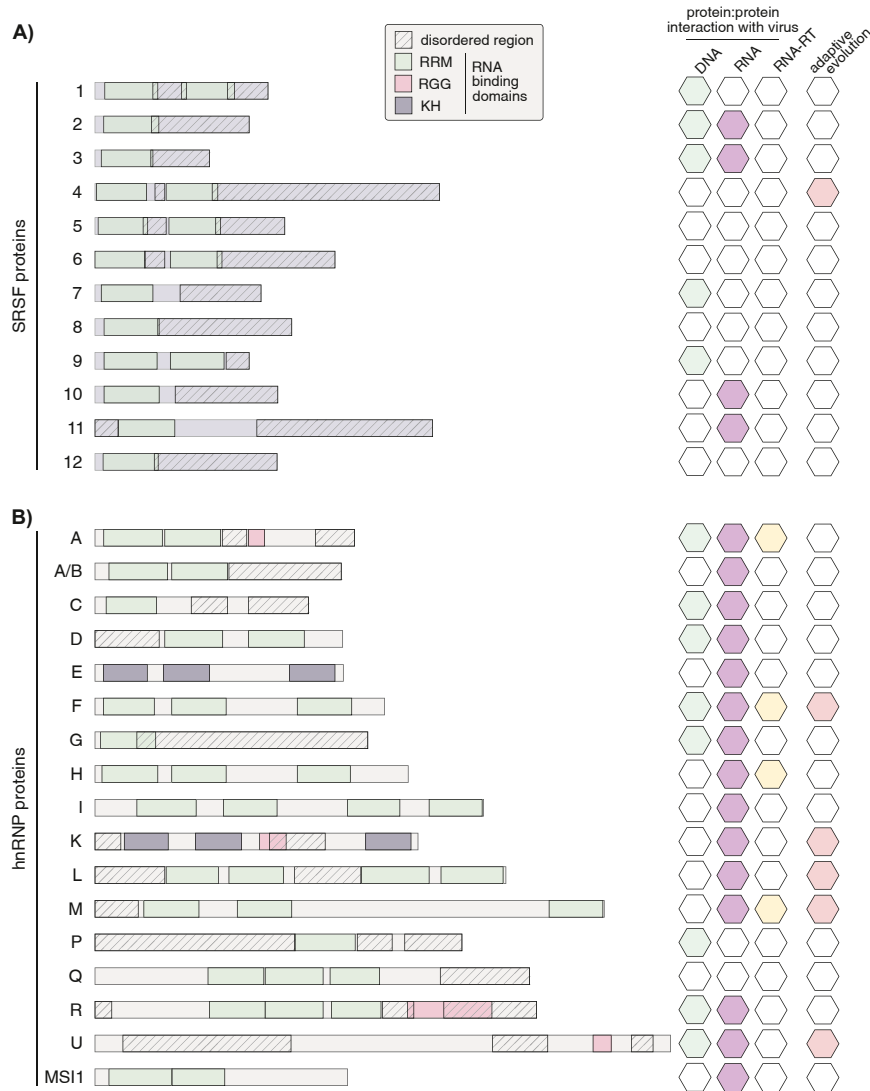 A)
disordered region
RRM
RGG
KH
RNA
binding
domains
protein:protein
interaction with virus
DNA
RNA
RNA-RT
adaptive
evolution
SRSF proteins
1
2
3
4
5
6
7
8
9
10
11
12
B)
hnRNP proteins
A
A/B
C
D
E
F
G
H
I
K
L
M
P
Q
R
U
MSI1